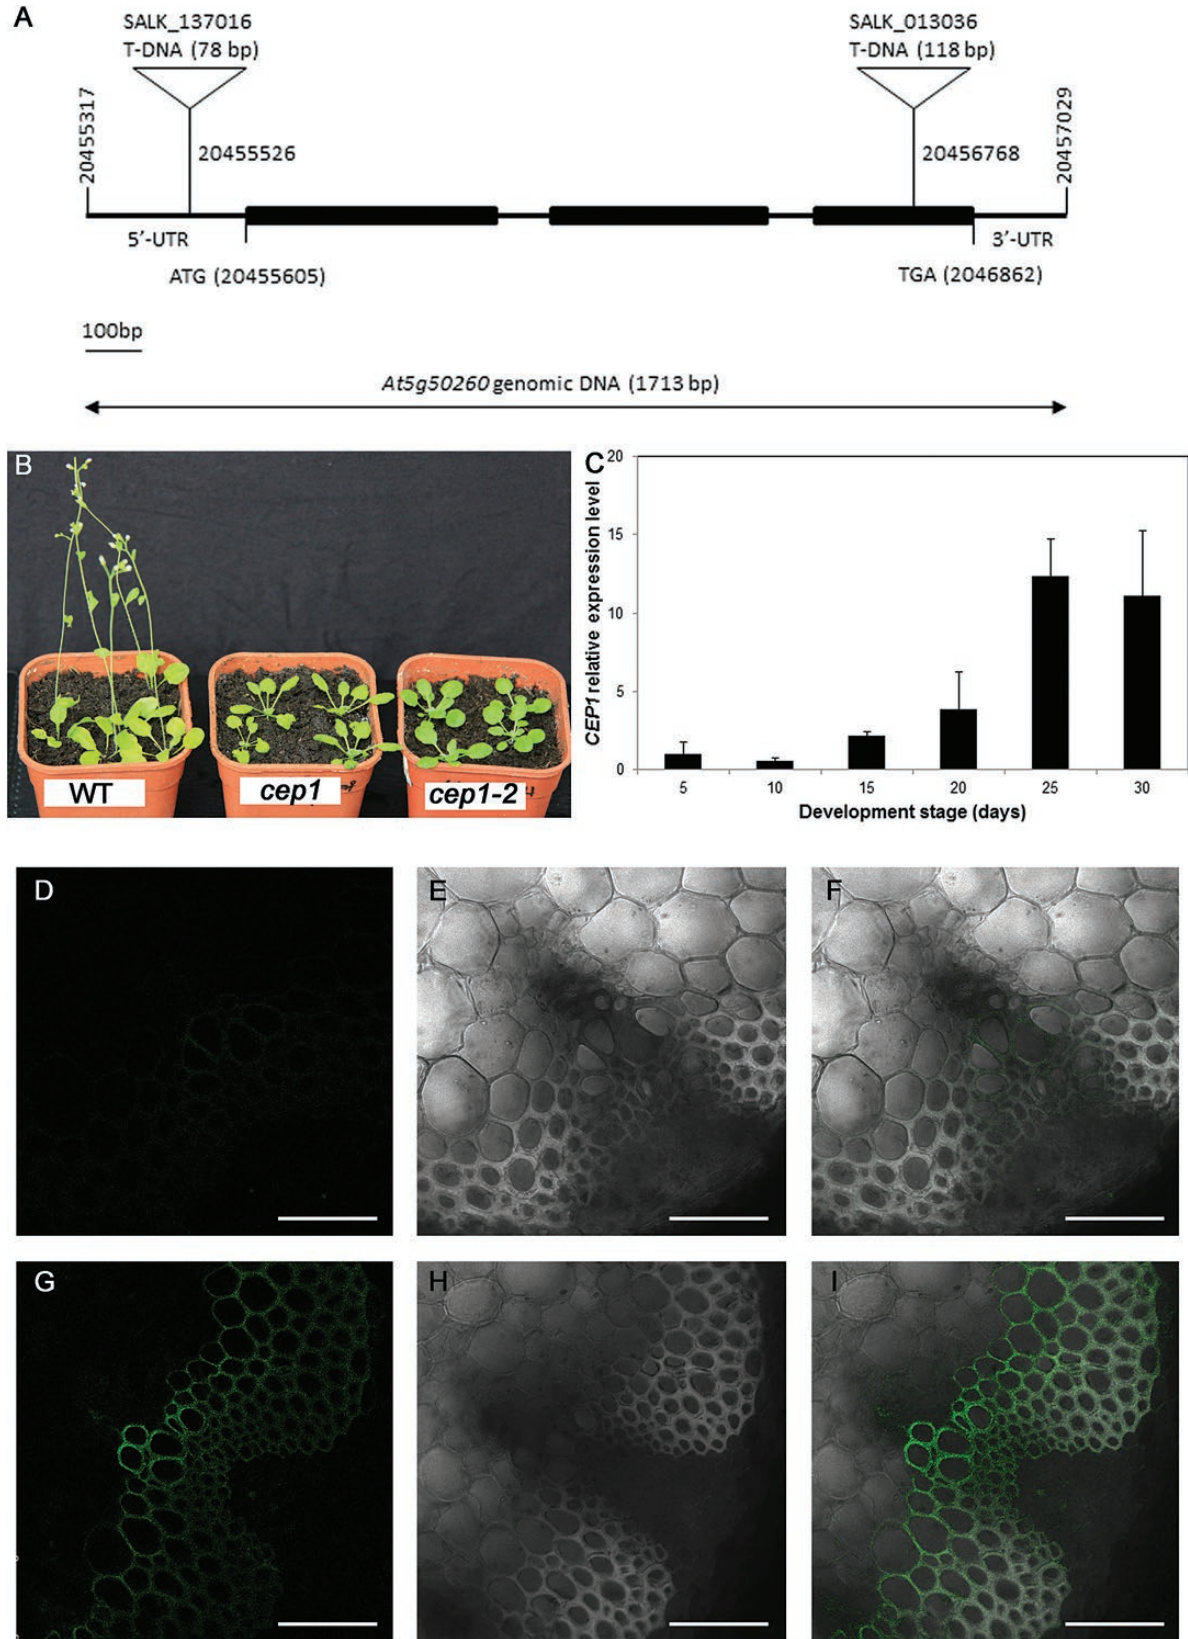 A
SALK_137016
T-DNA (78 bp)
SALK_013036
T-DNA (118 bp)
20455317
20455526
20456768
20457029
5'-UTR
3'-UTR
ATG (20455605)
TGA (2046862)
100bp
At5g50260 genomic DNA (1713 bp)
B
WT
cep1
cep1-2
C
CEP1 relative expression level
20
15
10
5
0
5 10 15 20 25 30
Development stage (days)
D
E
F
G
H
I